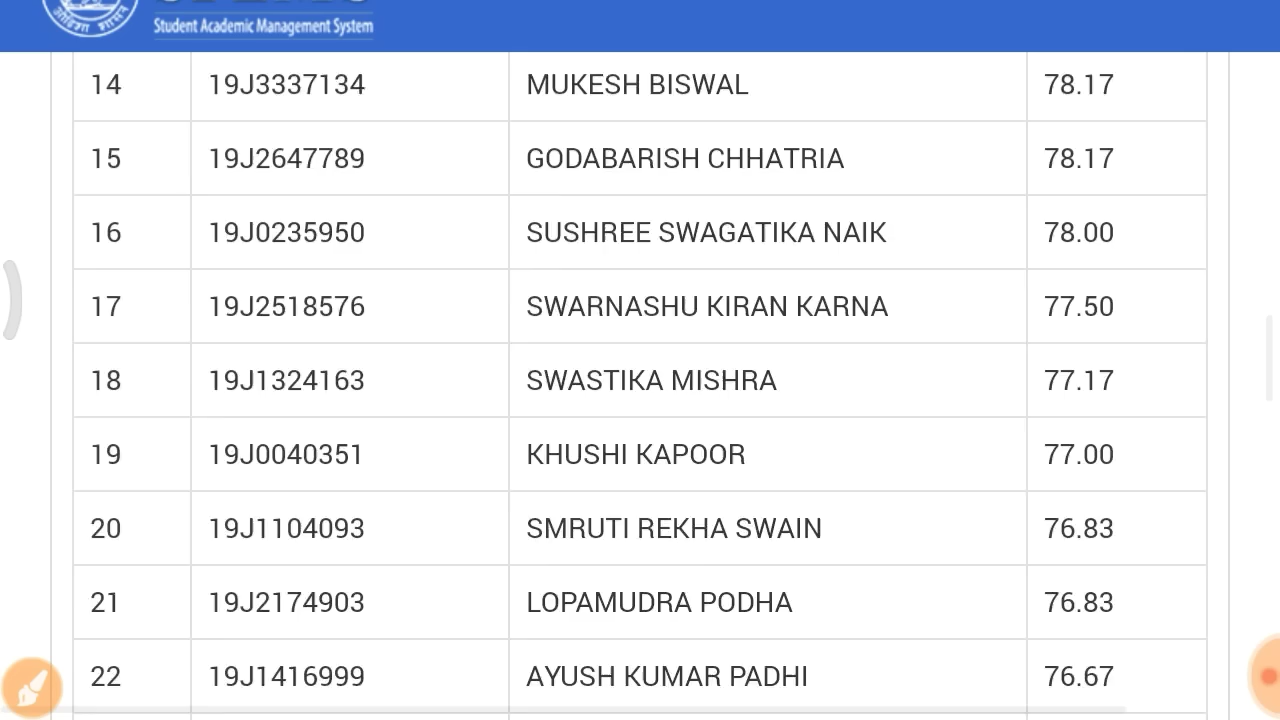 ଓଡ଼ିଶା ଶାସନ
Student Academic Management System
14 19J3337134 MUKESH BISWAL 78.17
15 19J2647789 GODABARISH CHHATRIA 78.17
16 19J0235950 SUSHREE SWAGATIKA NAIK 78.00
17 19J2518576 SWARNASHU KIRAN KARNA 77.50
18 19J1324163 SWASTIKA MISHRA 77.17
19 19J0040351 KHUSHI KAPOOR 77.00
20 19J1104093 SMRUTI REKHA SWAIN 76.83
21 19J2174903 LOPAMUDRA PODHA 76.83
22 19J1416999 AYUSH KUMAR PADHI 76.67